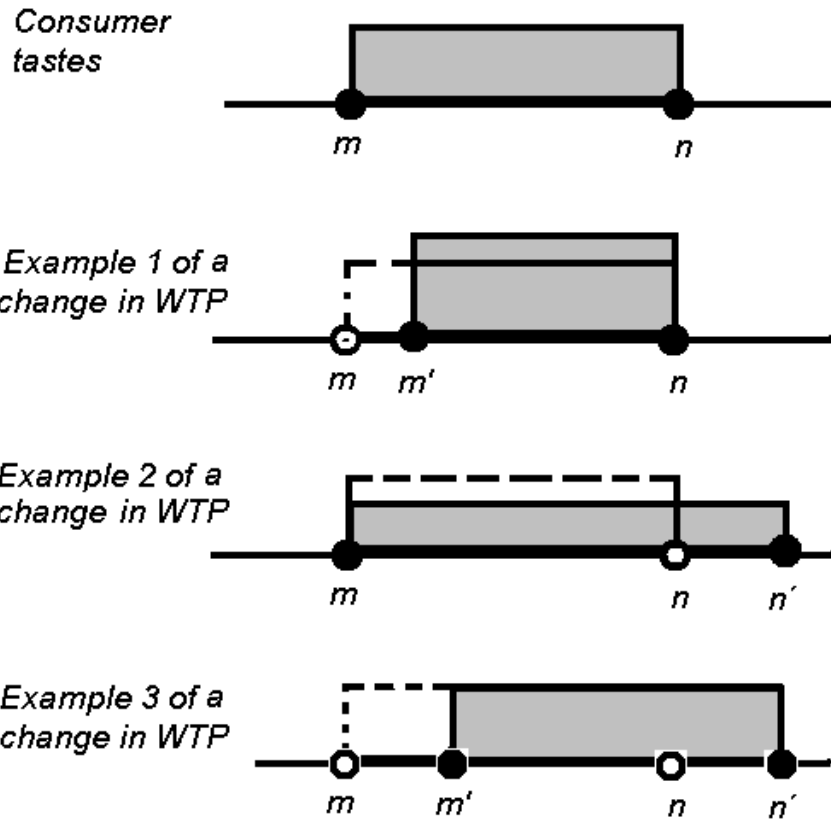 Consumer
tastes
m n
Example 1 of a
change in WTP
m m' n
Example 2 of a
change in WTP
m n n´
Example 3 of a
change in WTP
m m' n n´